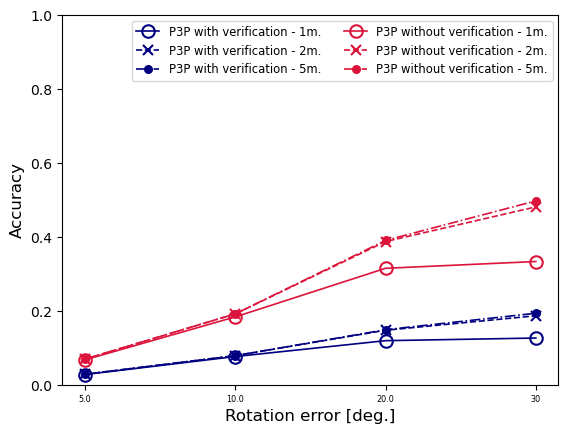 P3P with verification - 1m.
P3P with verification - 2m.
P3P with verification - 5m.
P3P without verification - 1m.
P3P without verification - 2m.
P3P without verification - 5m.
1.0
0.8
0.6
0.4
0.2
0.0
Accuracy
5.0 10.0 20.0 30
Rotation error [deg.]